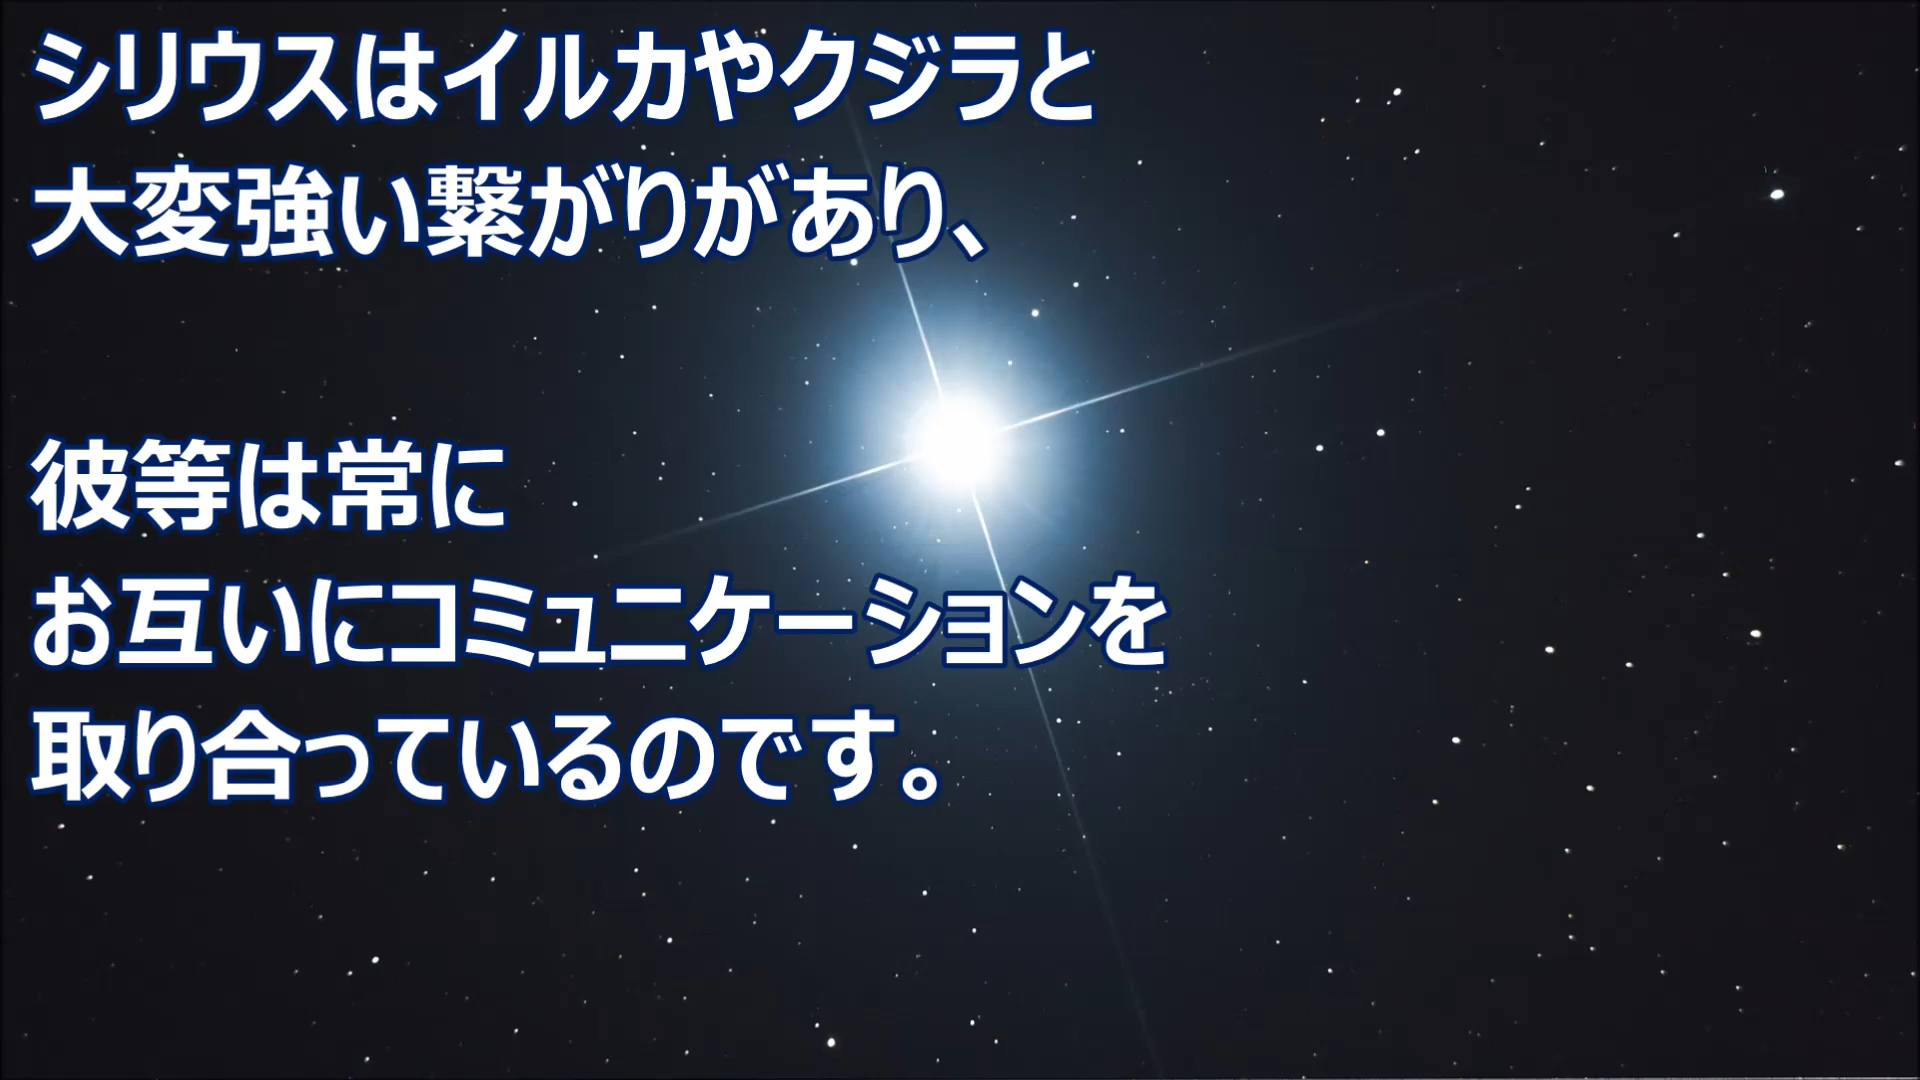 シリウスはイルカやクジラと
大変強い繋がりがあり、
彼等は常に
お互いにコミュニケーションを
取り合っているのです。